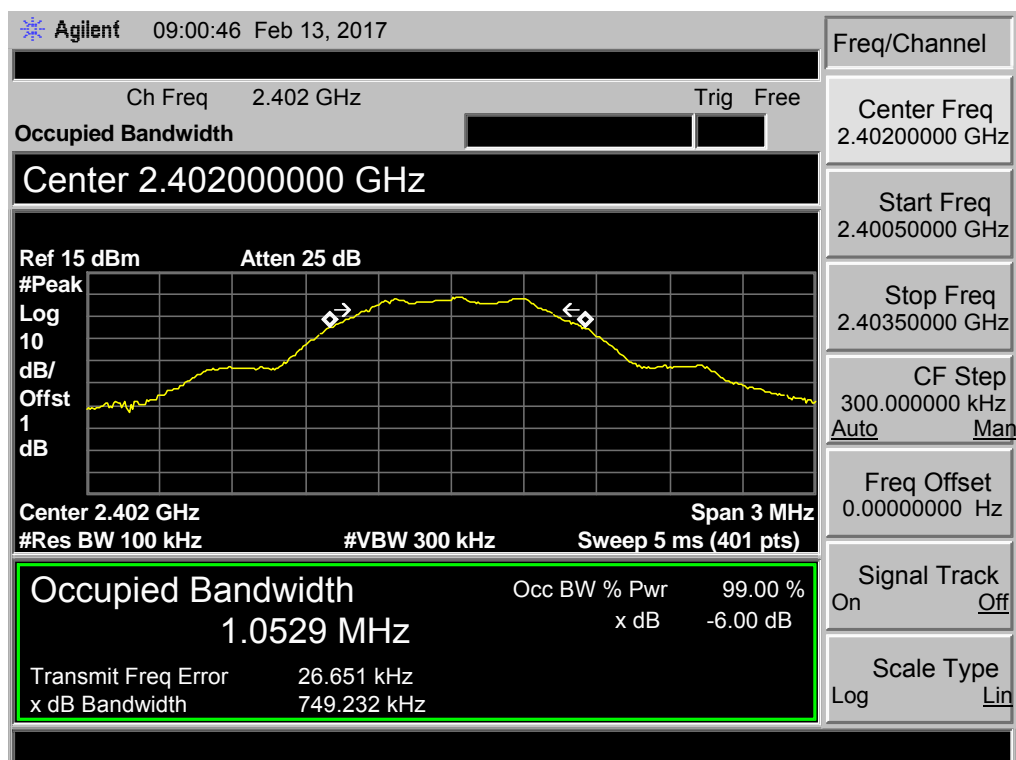 Agilent 09:00:46 Feb 13, 2017
Ch Freq 2.402 GHz Trig Free
Occupied Bandwidth
Center 2.402000000 GHz
Ref 15 dBm Atten 25 dB
#Peak
Log
10
dB/
Offst
1
dB
Center 2.402 GHz Span 3 MHz
#Res BW 100 kHz #VBW 300 kHz Sweep 5 ms (401 pts)
Occupied Bandwidth
1.0529 MHz
Occ BW % Pwr 99.00 %
x dB -6.00 dB
Transmit Freq Error 26.651 kHz
x dB Bandwidth 749.232 kHz
Freq/Channel
Center Freq
2.40200000 GHz
Start Freq
2.40050000 GHz
Stop Freq
2.40350000 GHz
CF Step
300.000000 kHz
Auto Man
Freq Offset
0.00000000 Hz
Signal Track
On Off
Scale Type
Log Lin